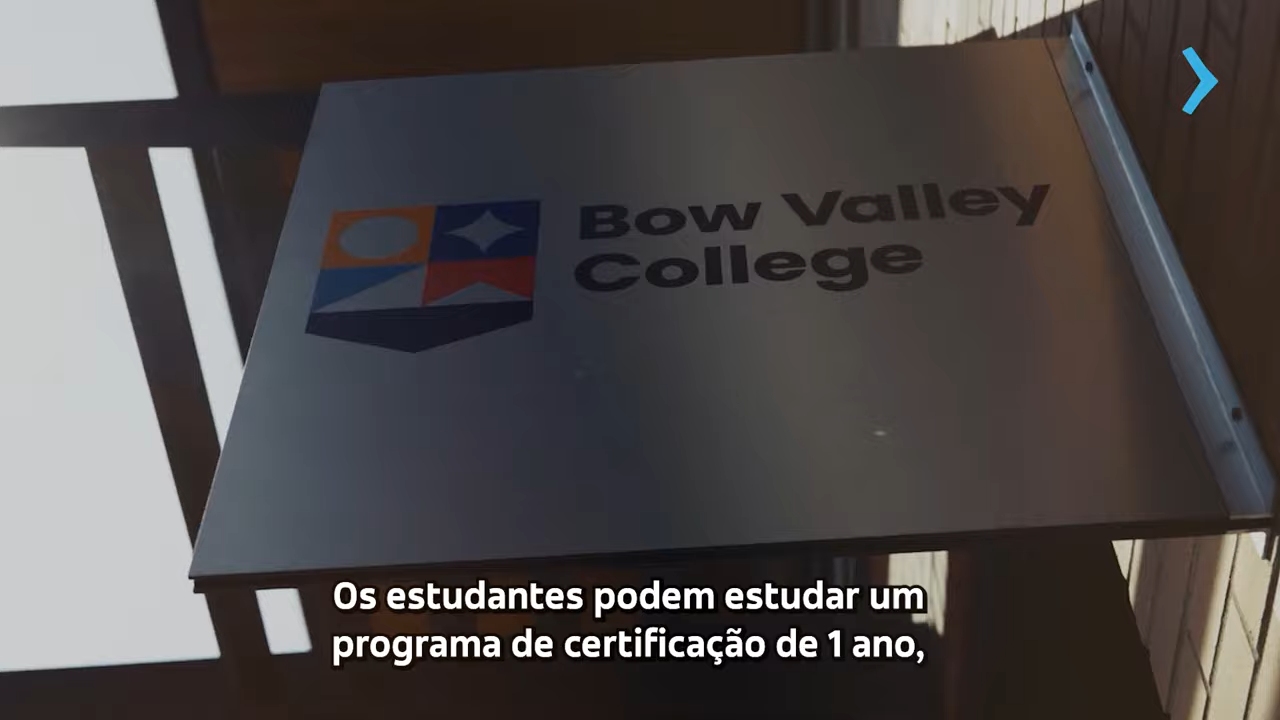 Bow Valley
College
Os estudantes podem estudar um
programa de certificação de 1 ano,